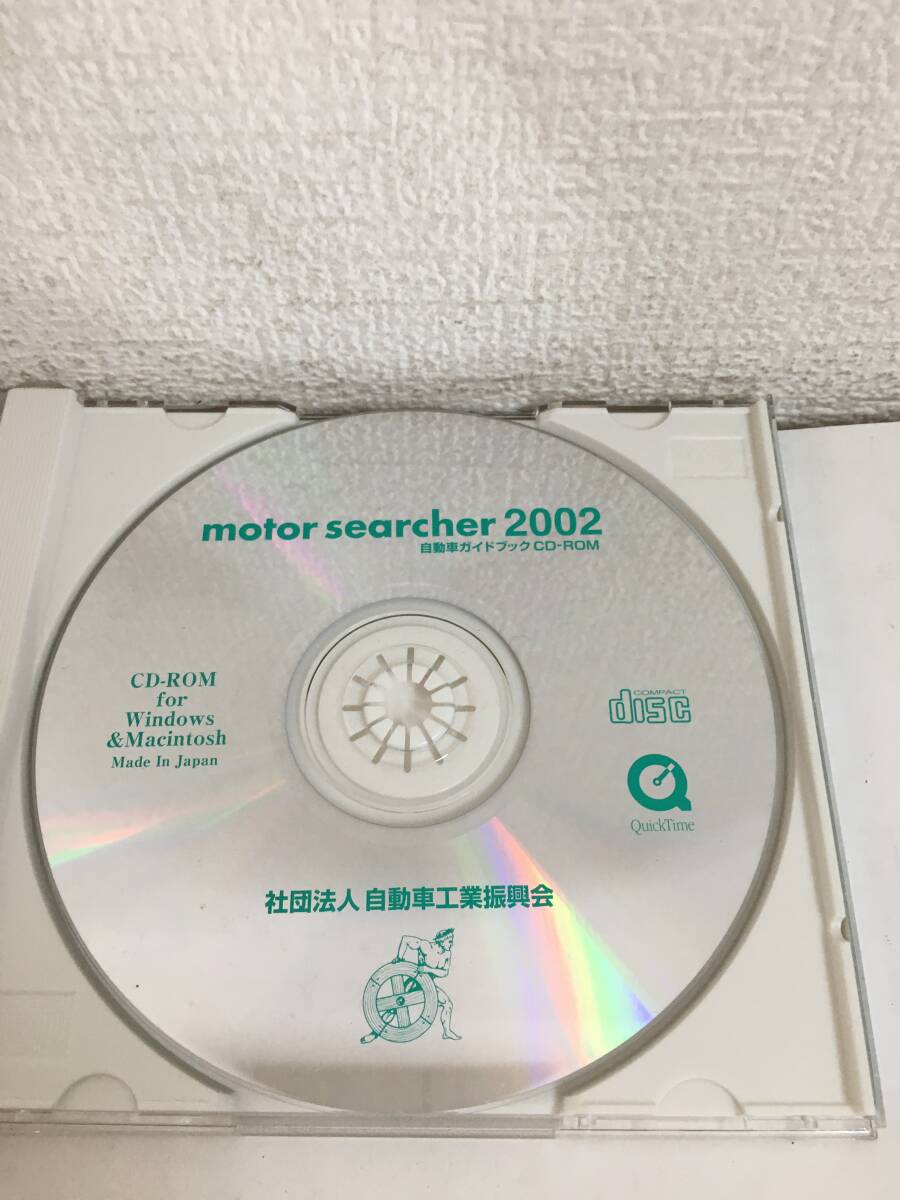 motor searcher 2002
自動車ガイドブック CD-ROM
CD-ROM
for
Windows
&Macintosh
Made In Japan
COMPACT
disc
QuickTime
社団法人 自動車工業振興会